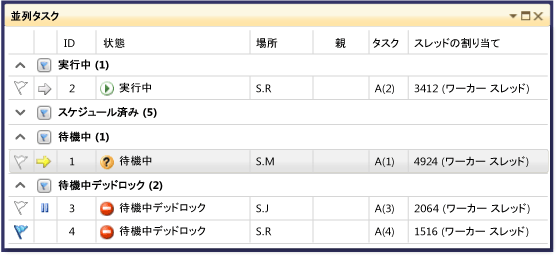 並列タスク
ID 状態 場所 親 タスク スレッドの割り当て
実行中 (1)
2 実行中 S.R A(2) 3412 (ワーカー スレッド)
スケジュール済み (5)
待機中 (1)
1 待機中 S.M A(1) 4924 (ワーカー スレッド)
待機中デッドロック (2)
3 待機中デッドロック S.J A(3) 2064 (ワーカー スレッド)
4 待機中デッドロック S.R A(4) 1516 (ワーカー スレッド)